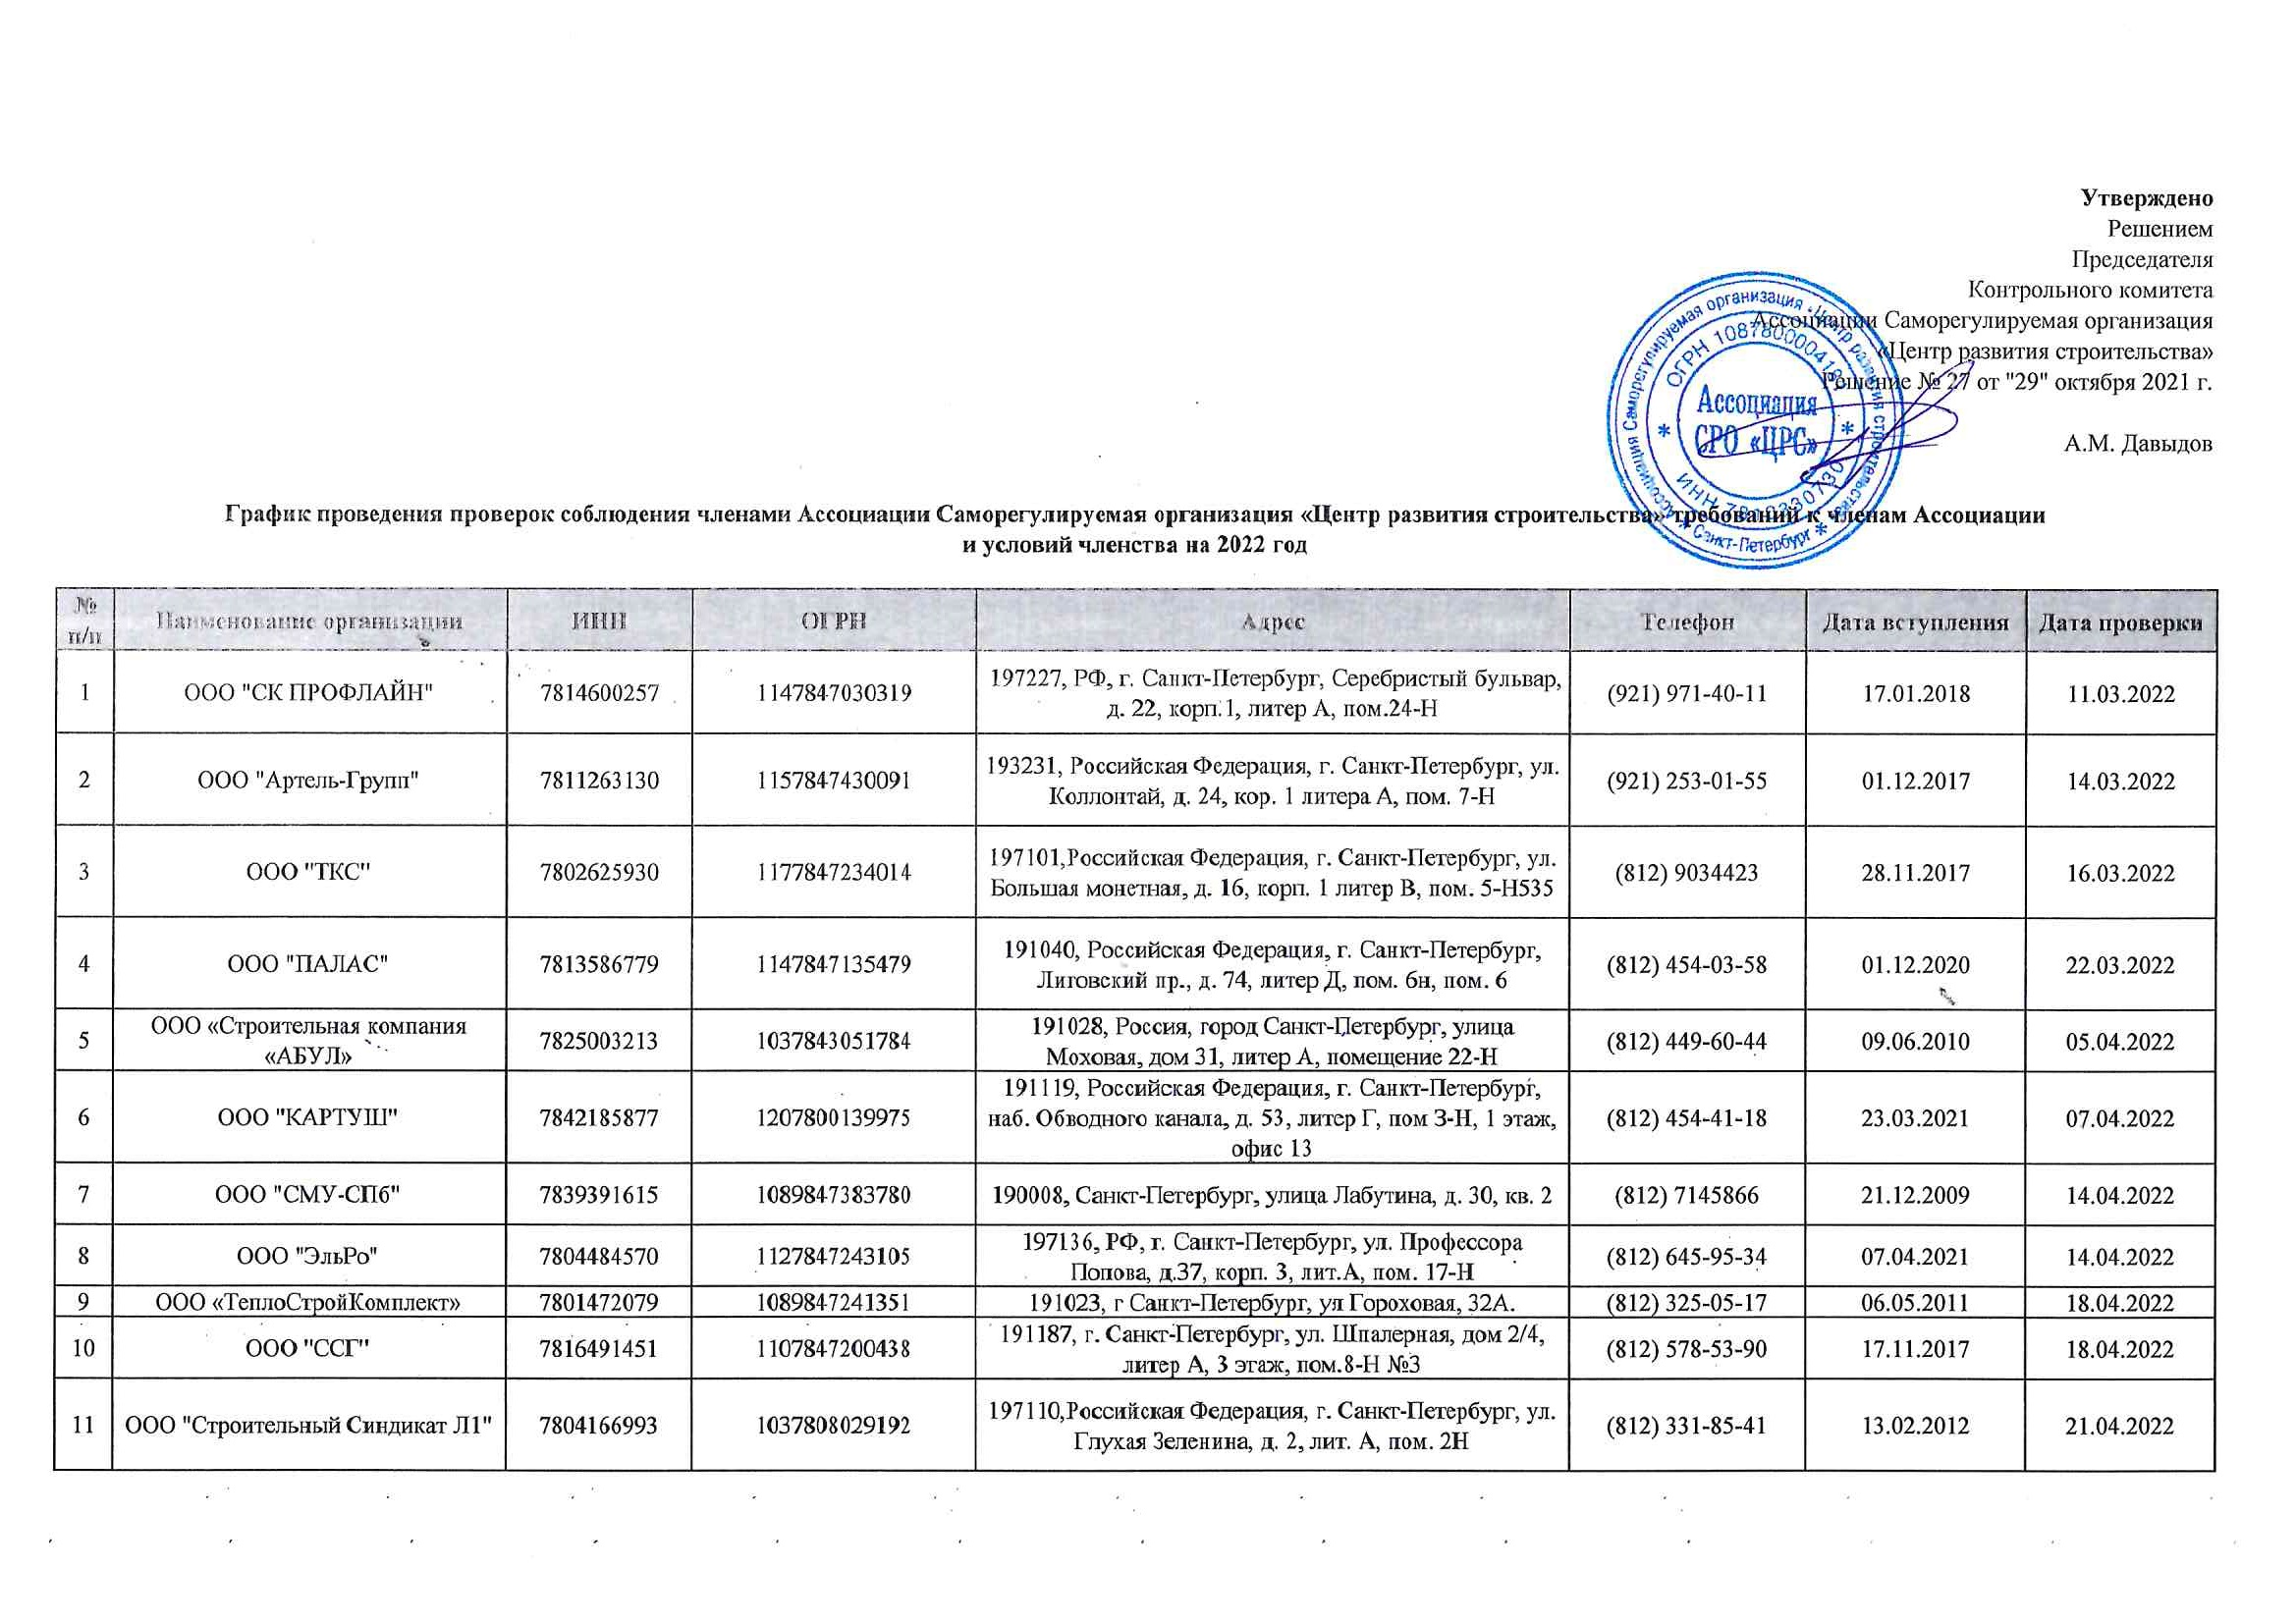 Утверждено
Решением
Председателя
Контрольного комитета
Ассоциации Саморегулируемая организация
«Центр развития строительства»
Решение № 27 от "29" октября 2021 г.
А.М. Давыдов
Ассоциация Саморегулируемая организация «Центр развития строительства»
* Санкт-Петербург *
ОГРН
ИНН
Ассоциация
СРО «ЦРС»
График проведения проверок соблюдения членами Ассоциации Саморегулируемая организация «Центр развития строительства» требований к членам Ассоциации
и условий членства на 2022 год
№ п/п Наименование организации ИНН ОГРН Адрес Телефон Дата вступления Дата проверки
1 ООО "СК ПРОФЛАЙН" 7814600257 1147847030319 197227, РФ, г. Санкт-Петербург, Серебристый бульвар, (921) 971-40-11 17.01.2018 11.03.2022
д. 22, корп.1, литер А, пом.24-Н
2 ООО "Артель-Групп" 7811263130 1157847430091 193231, Российская Федерация, г. Санкт-Петербург, ул. (921) 253-01-55 01.12.2017 14.03.2022
Коллонтай, д. 24, кор. 1 литера А, пом. 7-Н
3 ООО "ТКС" 7802625930 1177847234014 197101,Российская Федерация, г. Санкт-Петербург, ул. (812) 9034423 28.11.2017 16.03.2022
Большая монетная, д. 16, корп. 1 литер В, пом. 5-Н535
4 ООО "ПАЛАС" 7813586779 1147847135479 191040, Российская Федерация, г. Санкт-Петербург, (812) 454-03-58 01.12.2020 22.03.2022
Лиговский пр., д. 74, литер Д, пом. 6н, пом. 6
5 ООО «Строительная компания 7825003213 1037843051784 191028, Россия, город Санкт-Петербург, улица (812) 449-60-44 09.06.2010 05.04.2022
«АБУЛ» Моховая, дом 31, литер А, помещение 22-Н
6 ООО "КАРТУШ" 7842185877 1207800139975 191119, Российская Федерация, г. Санкт-Петербург, (812) 454-41-18 23.03.2021 07.04.2022
наб. Обводного канала, д. 53, литер Г, пом 3-Н, 1 этаж,
офис 13
7 ООО "СМУ-СПб" 7839391615 1089847383780 190008, Санкт-Петербург, улица Лабутина, д. 30, кв. 2 (812) 7145866 21.12.2009 14.04.2022
8 ООО "ЭльРо" 7804484570 1127847243105 197136, РФ, г. Санкт-Петербург, ул. Профессора (812) 645-95-34 07.04.2021 14.04.2022
Попова, д.37, корп. 3, лит.А, пом. 17-Н
9 ООО «ТеплоСтройКомплект» 7801472079 1089847241351 191023, г Санкт-Петербург, ул Гороховая, 32А. (812) 325-05-17 06.05.2011 18.04.2022
10 ООО "ССГ" 7816491451 1107847200438 191187, г. Санкт-Петербург, ул. Шпалерная, дом 2/4, (812) 578-53-90 17.11.2017 18.04.2022
литер А, 3 этаж, пом.8-Н №3
11 ООО "Строительный Синдикат Л1" 7804166993 1037808029192 197110,Российская Федерация, г. Санкт-Петербург, ул. (812) 331-85-41 13.02.2012 21.04.2022
Глухая Зеленина, д. 2, лит. А, пом. 2Н